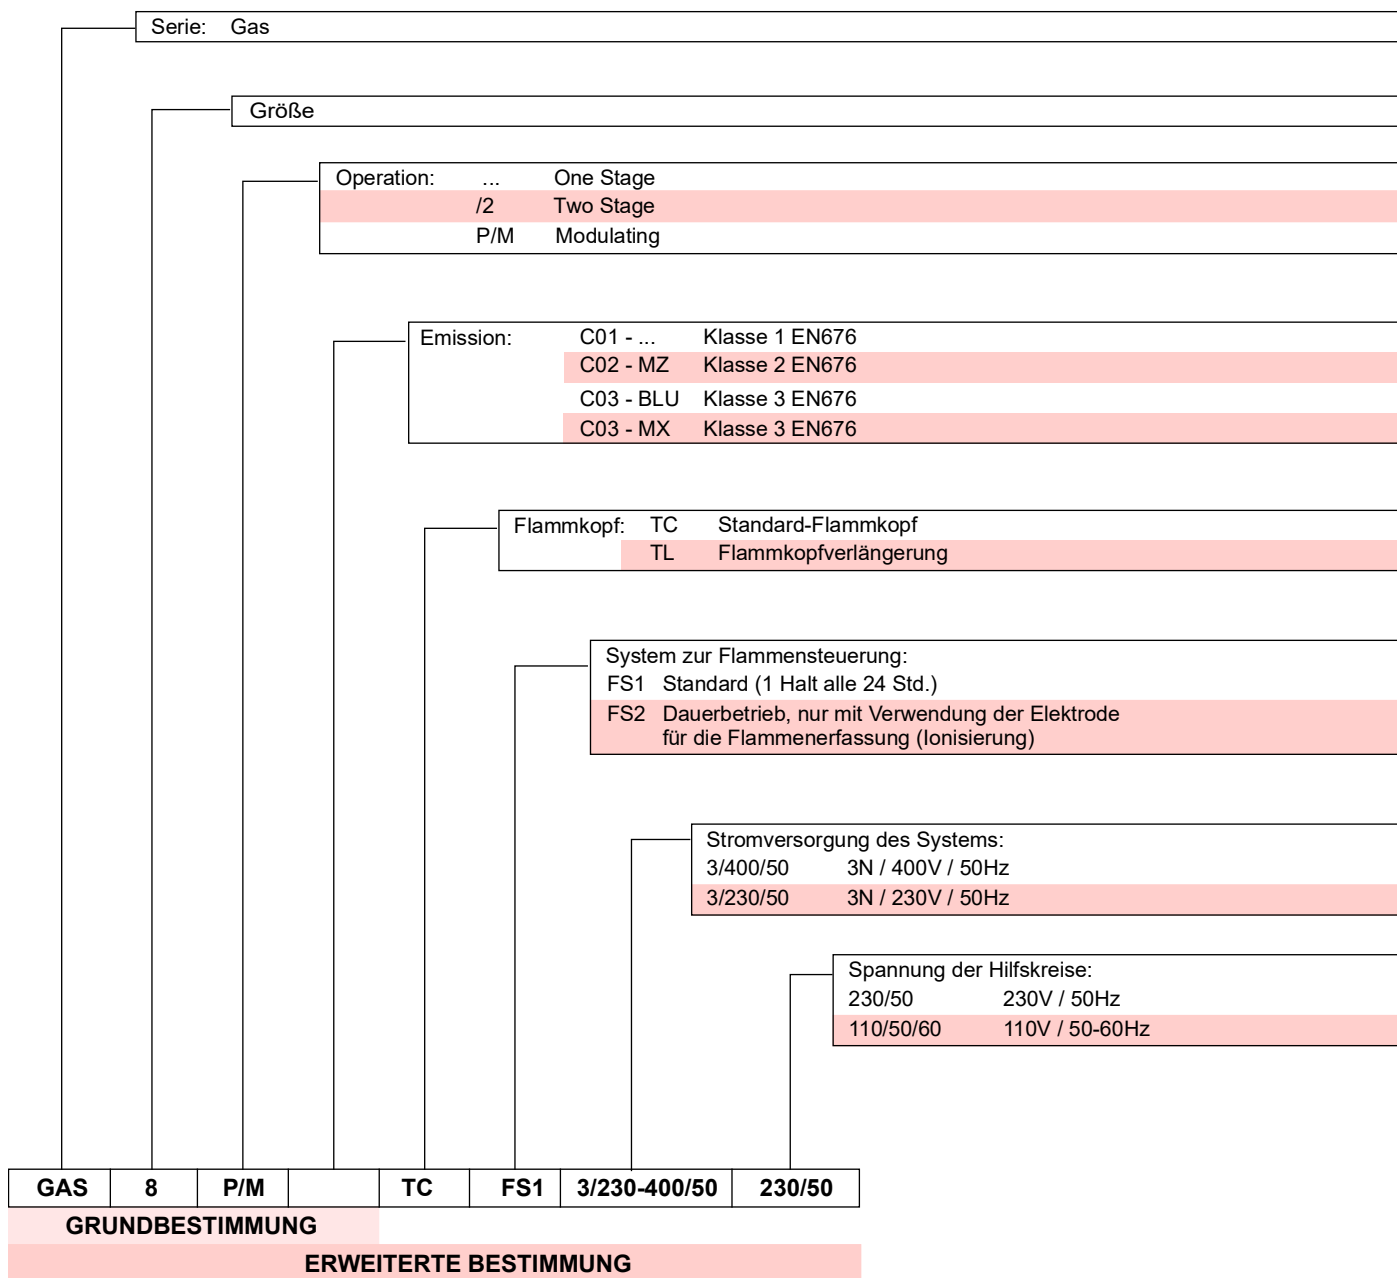 Serie: Gas
Größe
Operation: ... One Stage
/2 Two Stage
P/M Modulating
Emission: C01 - ... Klasse 1 EN676
C02 - MZ Klasse 2 EN676
C03 - BLU Klasse 3 EN676
C03 - MX Klasse 3 EN676
Flammkopf: TC Standard-Flammkopf
TL Flammkopfverlängerung
System zur Flammensteuerung:
FS1 Standard (1 Halt alle 24 Std.)
FS2 Dauerbetrieb, nur mit Verwendung der Elektrode
für die Flammenerfassung (Ionisierung)
Stromversorgung des Systems:
3/400/50 3N / 400V / 50Hz
3/230/50 3N / 230V / 50Hz
Spannung der Hilfskreise:
230/50 230V / 50Hz
110/50/60 110V / 50-60Hz
GAS 8 P/M TC FS1 3/230-400/50 230/50
GRUNDBESTIMMUNG
ERWEITERTE BESTIMMUNG